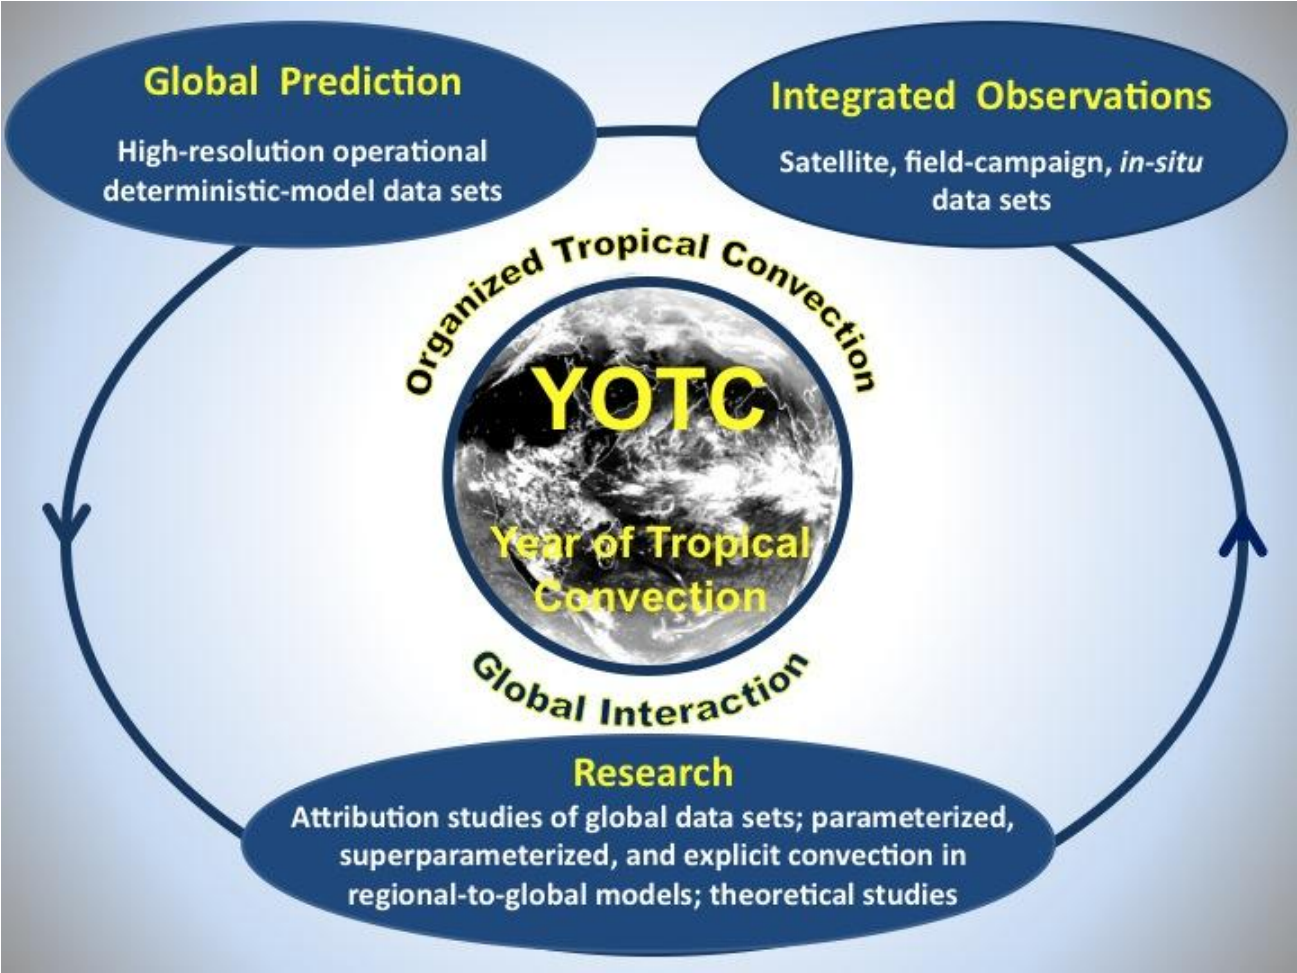 Global Prediction
High-resolution operational
deterministic-model data sets
Integrated Observations
Satellite, field-campaign, in-situ
data sets
Organized Tropical Convection
YOTC
Year of Tropical
Convection
Global Interaction
Research
Attribution studies of global data sets; parameterized,
superparameterized, and explicit convection in
regional-to-global models; theoretical studies